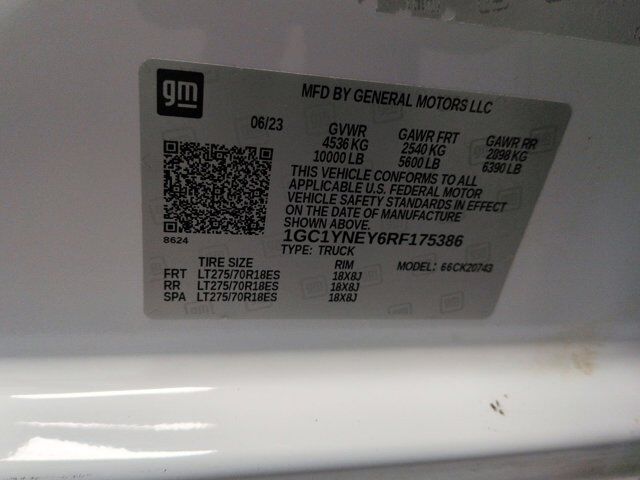 gm
MFD BY GENERAL MOTORS LLC
06/23 GVWR GAWR FRT GAWR RR
4536 KG 2540 KG 2898 KG
10000 LB 5600 LB 6390 LB
THIS VEHICLE CONFORMS TO ALL
APPLICABLE U.S. FEDERAL MOTOR
VEHICLE SAFETY STANDARDS IN EFFECT
ON THE DATE OF MANUFACTURE
SHOWN ABOVE.
8624
1GC1YNEY6RF175386
TYPE: TRUCK
TIRE SIZE RIM MODEL: 66CK20743
FRT LT275/70R18ES 18X8J
RR LT275/70R18ES 18X8J
SPA LT275/70R18ES 18X8J